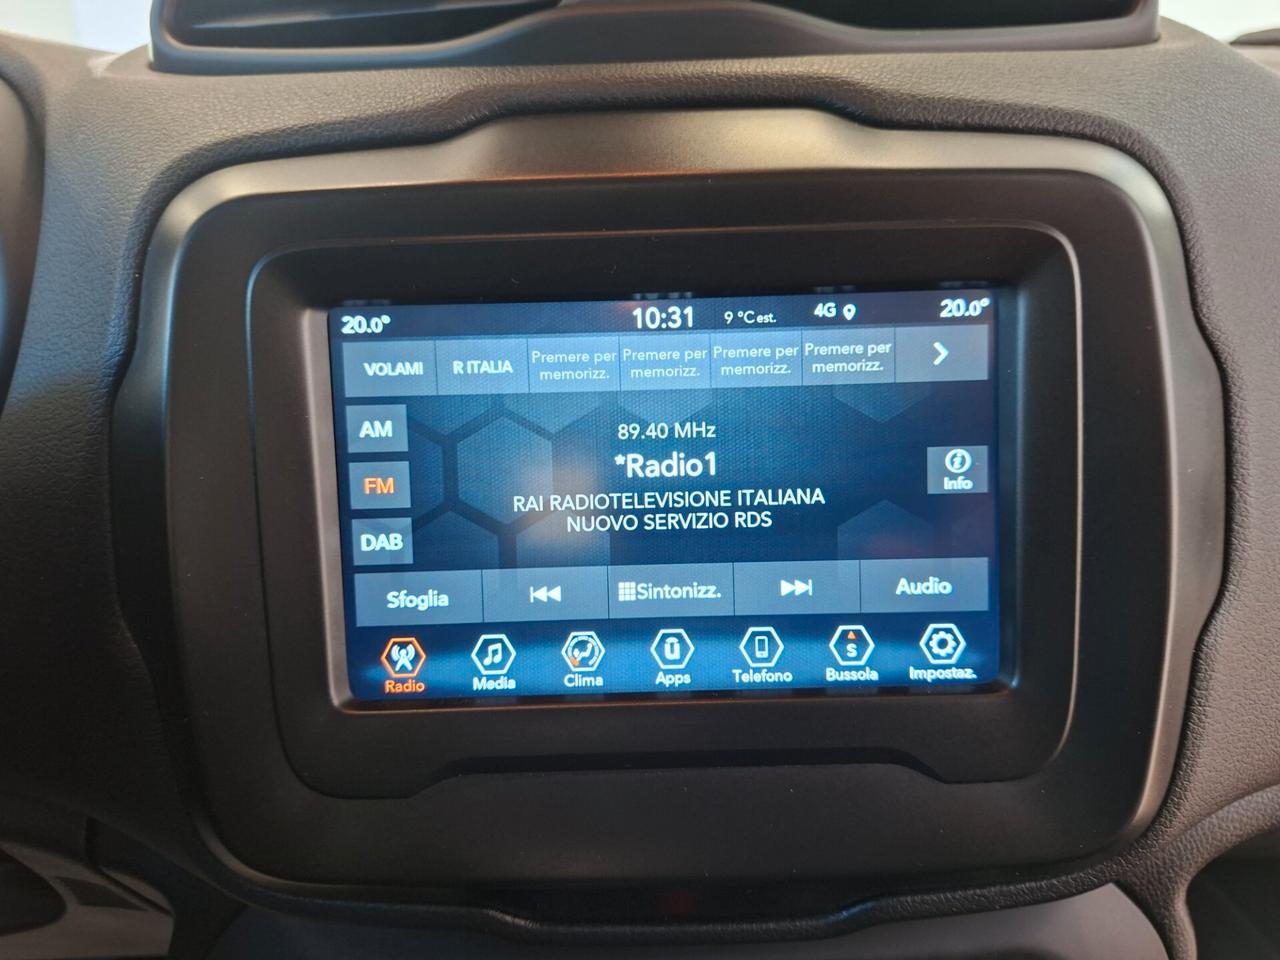 20.0° 10:31 9 °C est. 4G 20.0°
VOLAMI R ITALIA Premere per memorizz. Premere per memorizz. Premere per memorizz. Premere per memorizz.
AM
89.40 MHz
*Radio1
FM
Info
RAI RADIOTELEVISIONE ITALIANA
NUOVO SERVIZIO RDS
DAB
Sfoglia Sintonizz. Audio
S
Radio Media Clima Apps Telefono Bussola Impostaz.